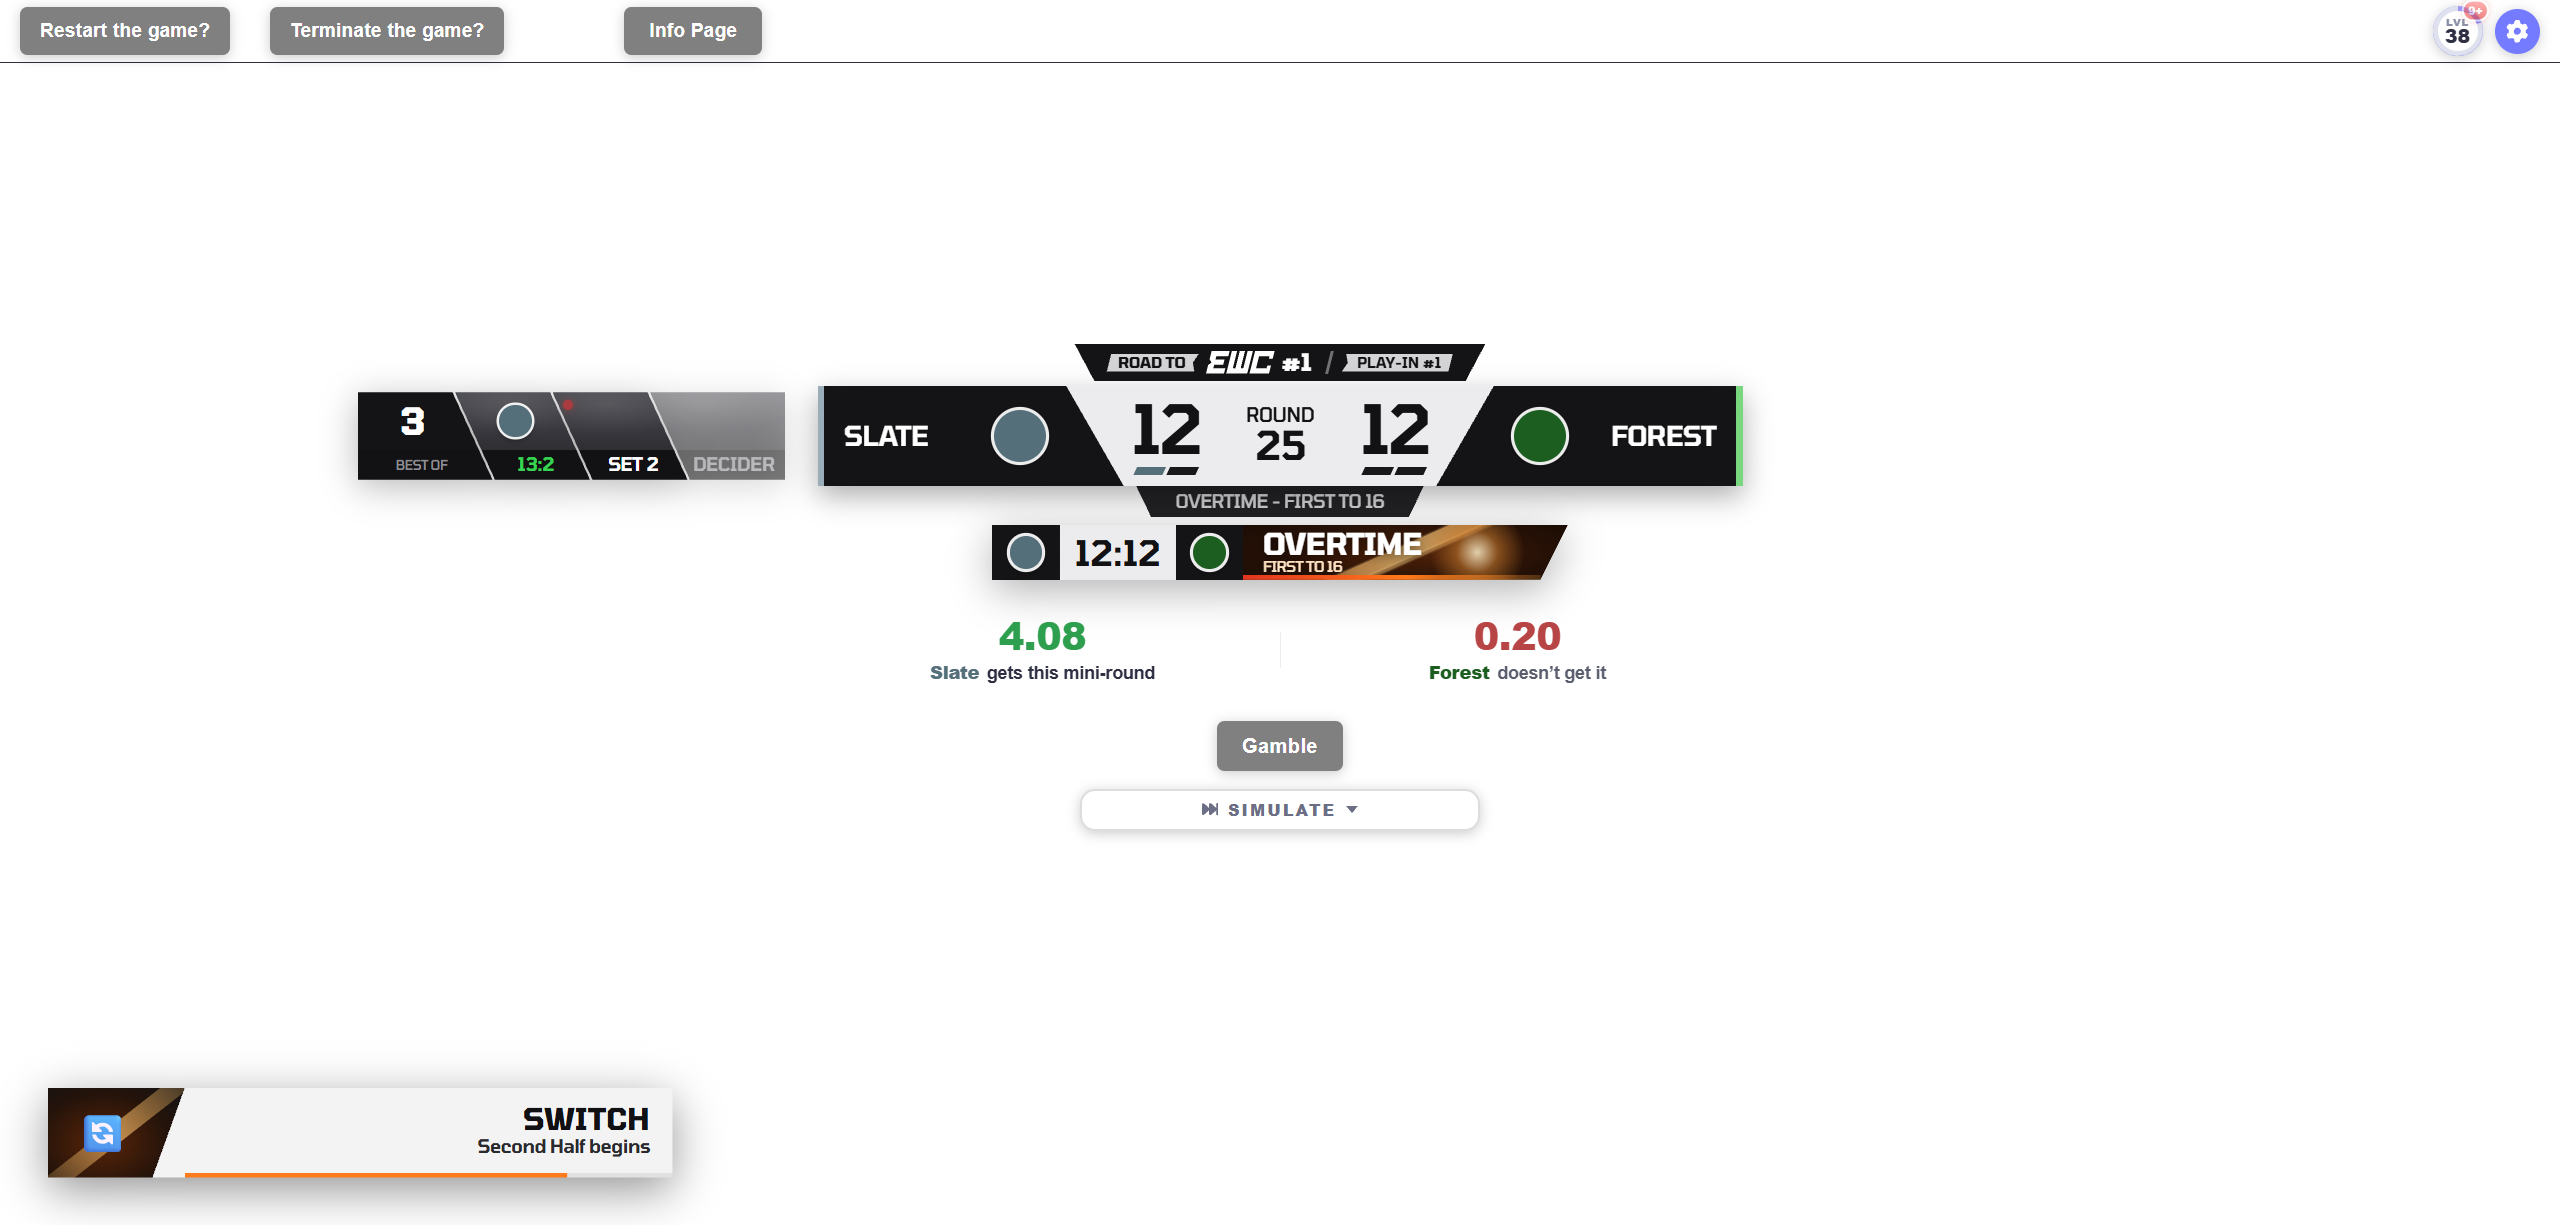 Restart the game?
Terminate the game?
Info Page
LVL
38
9+
ROAD TO EWC #1 / PLAY-IN #1
3
BEST OF
13:2
SET 2
DECIDER
SLATE
12
ROUND
25
12
FOREST
OVERTIME - FIRST TO 16
12:12
OVERTIME
FIRST TO 16
4.08
Slate gets this mini-round
0.20
Forest doesn’t get it
Gamble
SIMULATE
SWITCH
Second Half begins